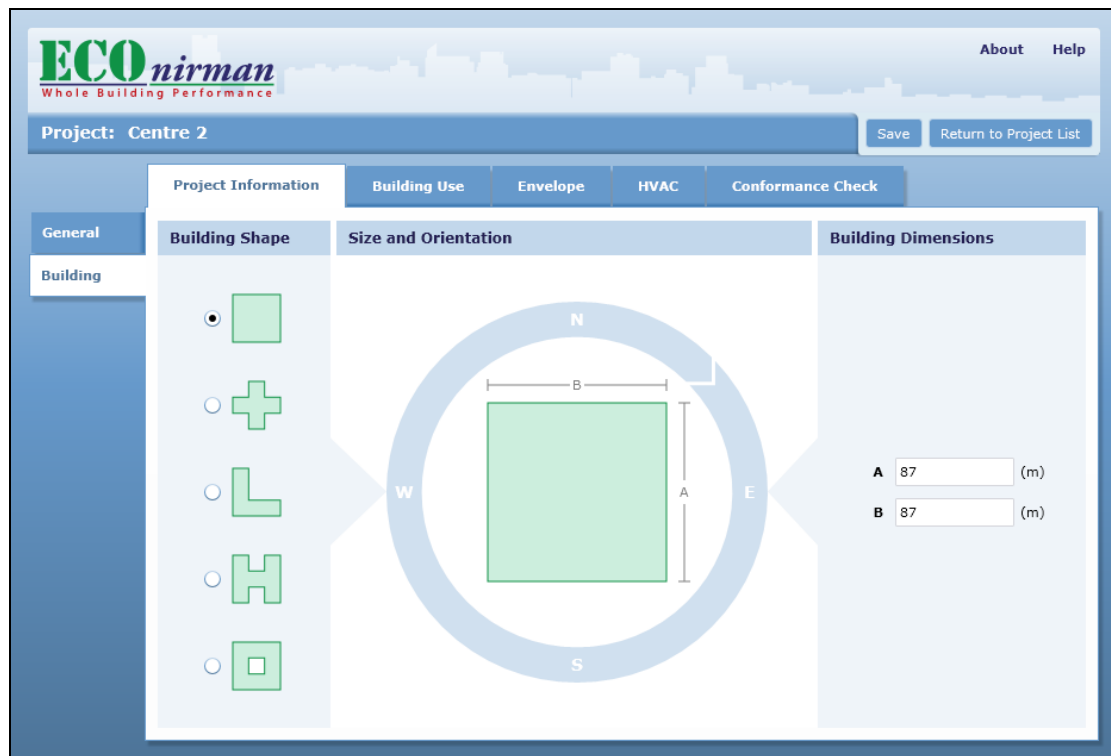 About Help
ECOnirman
Whole Building Performance
Project: Centre 2
Save Return to Project List
Project Information Building Use Envelope HVAC Conformance Check
General
Building
Building Shape Size and Orientation Building Dimensions
N
B
W A E
A 87 (m)
B 87 (m)
S